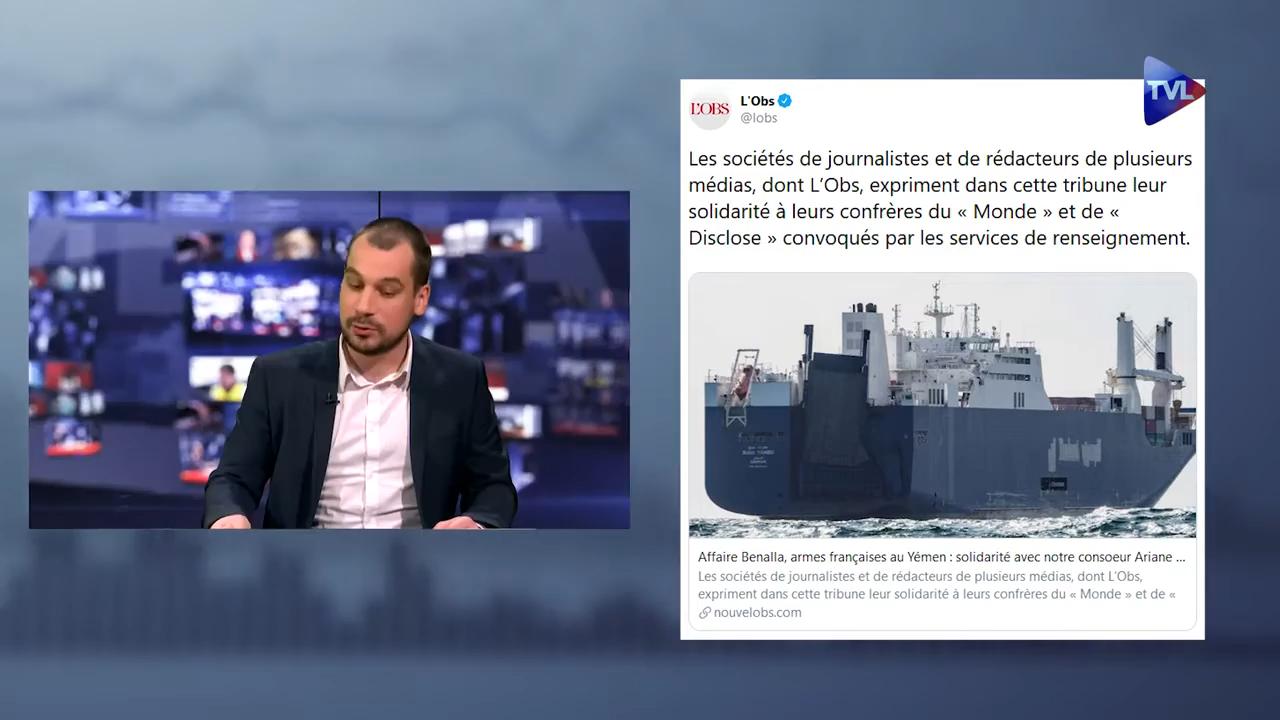 TVL
L'OBS
L'Obs
@lobs
Les sociétés de journalistes et de rédacteurs de plusieurs
médias, dont L'Obs, expriment dans cette tribune leur
solidarité à leurs confrères du « Monde » et de «
Disclose » convoqués par les services de renseignement.
Affaire Benalla, armes françaises au Yémen : solidarité avec notre consoeur Ariane ...
Les sociétés de journalistes et de rédacteurs de plusieurs médias, dont L'Obs,
expriment dans cette tribune leur solidarité à leurs confrères du « Monde » et de «
nouvelobs.com